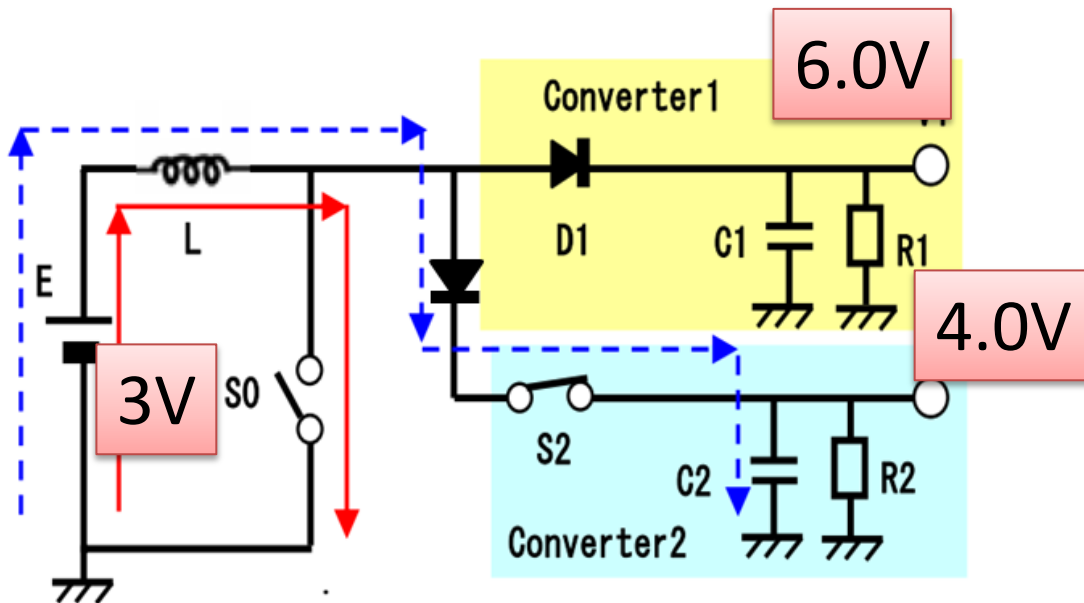 6.0V
Converter1
D1
C1
R1
L
E
4.0V
3V
S0
S2
C2
R2
Converter2